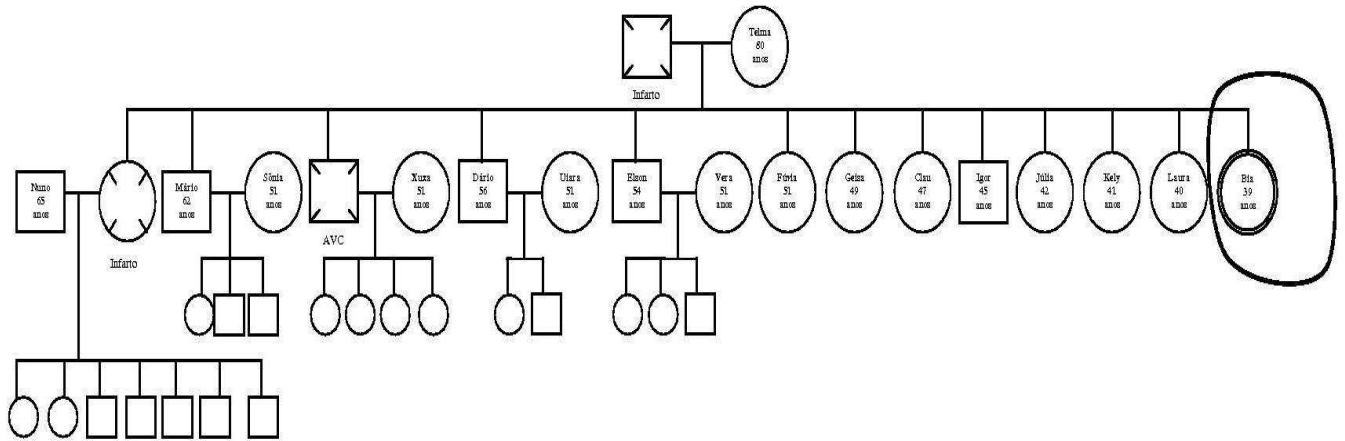 Telma
80
anos
Infarto
Nuno
65
anos
Infarto
Mário
62
anos
Sônia
51
anos
AVC
Xuxa
51
anos
Dário
56
anos
Uiara
51
anos
Elson
54
anos
Vera
51
anos
Fúvia
51
anos
Geisa
49
anos
Clau
47
anos
Igor
45
anos
Júlia
42
anos
Kely
41
anos
Laura
40
anos
Bia
39
anos